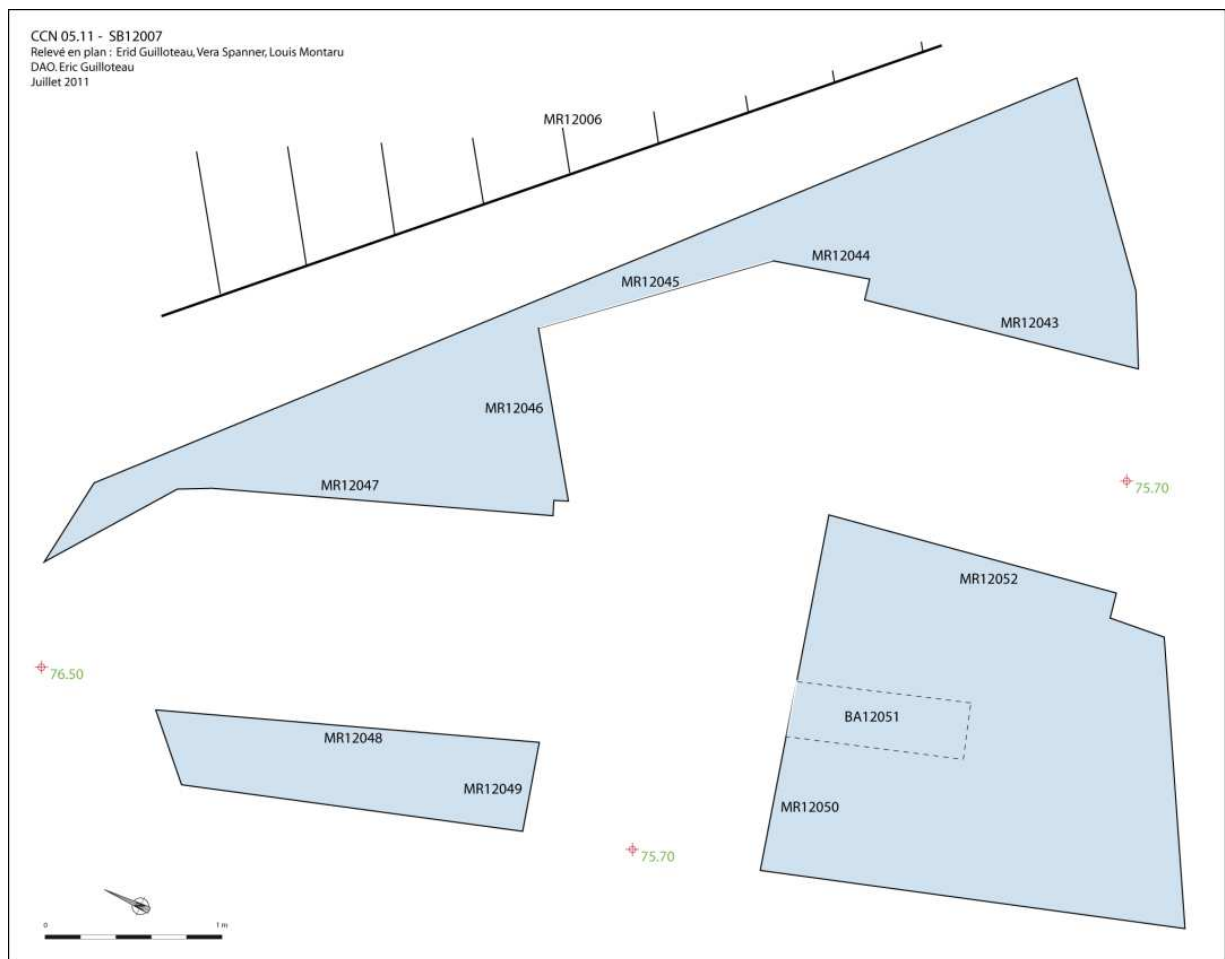 CCN 05.11 - SB12007
Relevé en plan : Erid Guilloteau, Vera Spanner, Louis Montaru
DAO. Eric Guilloteau
Juillet 2011
MR12006
MR12044
MR12045
MR12043
MR12046
MR12047
75.70
MR12052
76.50
BA12051
MR12048
MR12049
MR12050
75.70
0 1 m